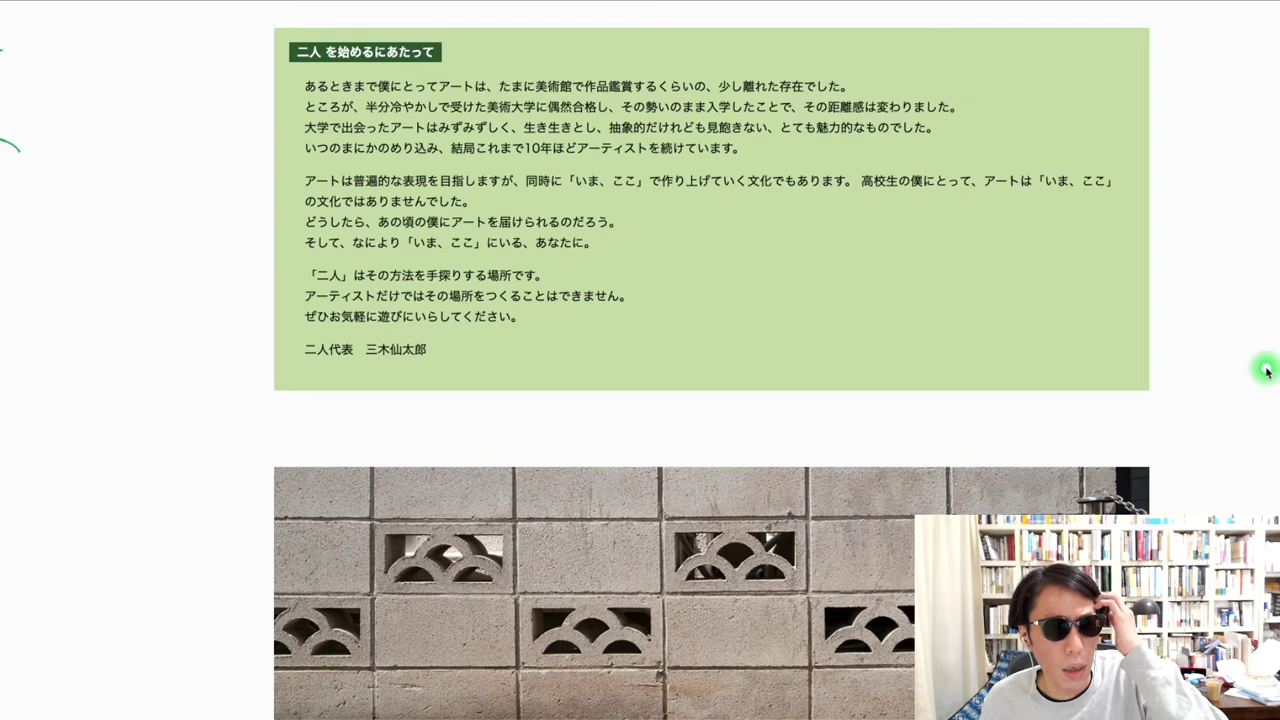 二人 を始めるにあたって
あるときまで僕にとってアートは、たまに美術館で作品鑑賞するくらいの、少し離れた存在でした。
ところが、半分冷やかしで受けた美術大学に偶然合格し、その勢いのまま入学したことで、その距離感は変わりました。
大学で出会ったアートはみずみずしく、生き生きとし、抽象的だけれども見飽きない、とても魅力的なものでした。
いつのまにかのめり込み、結局これまで10年ほどアーティストを続けています。
アートは普遍的な表現を目指しますが、同時に「いま、ここ」で作り上げていく文化でもあります。 高校生の僕にとって、アートは「いま、ここ」
の文化ではありませんでした。
どうしたら、あの頃の僕にアートを届けられるのだろう。
そして、なにより「いま、ここ」にいる、あなたに。
「二人」はその方法を手探りする場所です。
アーティストだけではその場所をつくることはできません。
ぜひお気軽に遊びにいらしてください。
二人代表　三木仙太郎